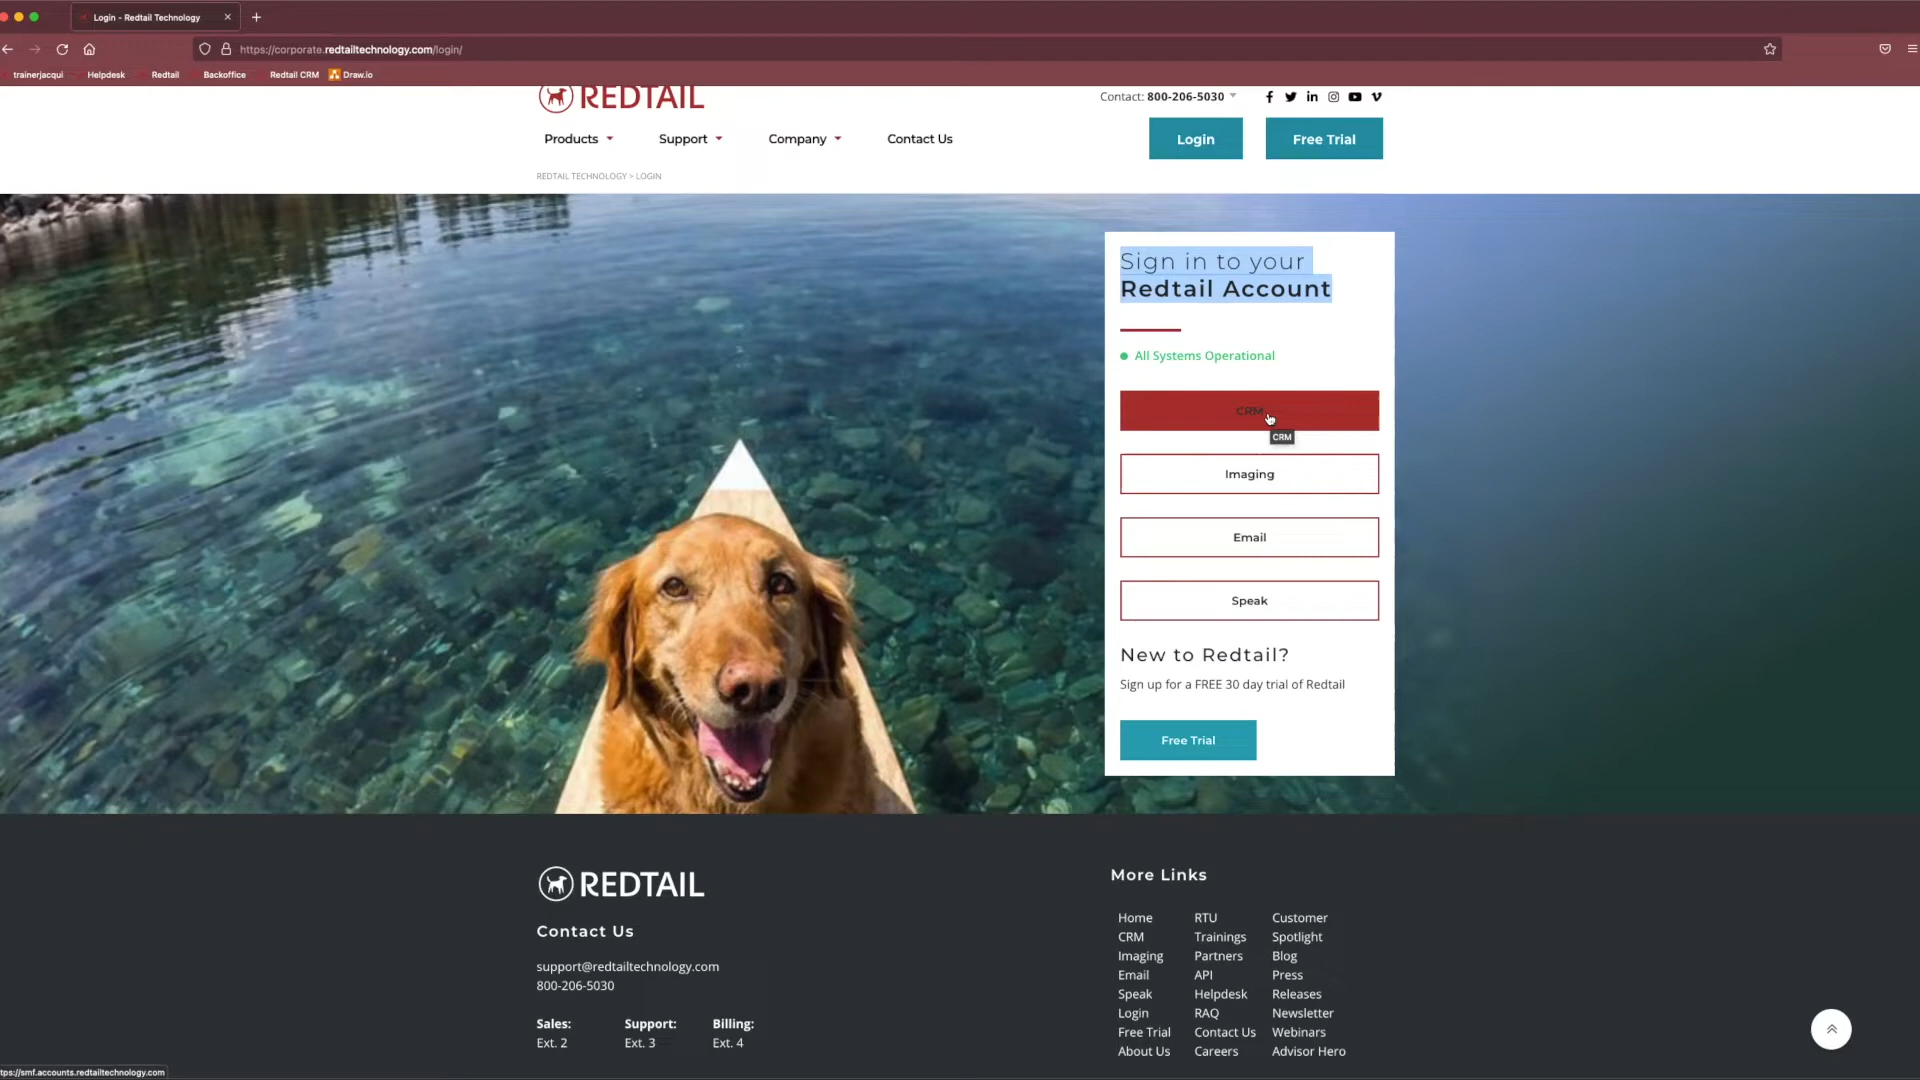 Login - Redtail Technology
https://corporate.redtailtechnology.com/login/
trainerjacqui Helpdesk Redtail Backoffice Redtail CRM Draw.io
REDTAIL
Contact: 800-206-5030
Products Support Company Contact Us Login Free Trial
REDTAIL TECHNOLOGY > LOGIN
Sign in to your
Redtail Account
All Systems Operational
CRM
CRM
Imaging
Email
Speak
New to Redtail?
Sign up for a FREE 30 day trial of Redtail
Free Trial
REDTAIL
Contact Us
support@redtailtechnology.com
800-206-5030
Sales: Support: Billing:
Ext. 2 Ext. 3 Ext. 4
More Links
Home RTU Customer
CRM Trainings Spotlight
Imaging Partners Blog
Email API Press
Speak Helpdesk Releases
Login RAQ Newsletter
Free Trial Contact Us Webinars
About Us Careers Advisor Hero
tps://smf.accounts.redtailtechnology.com